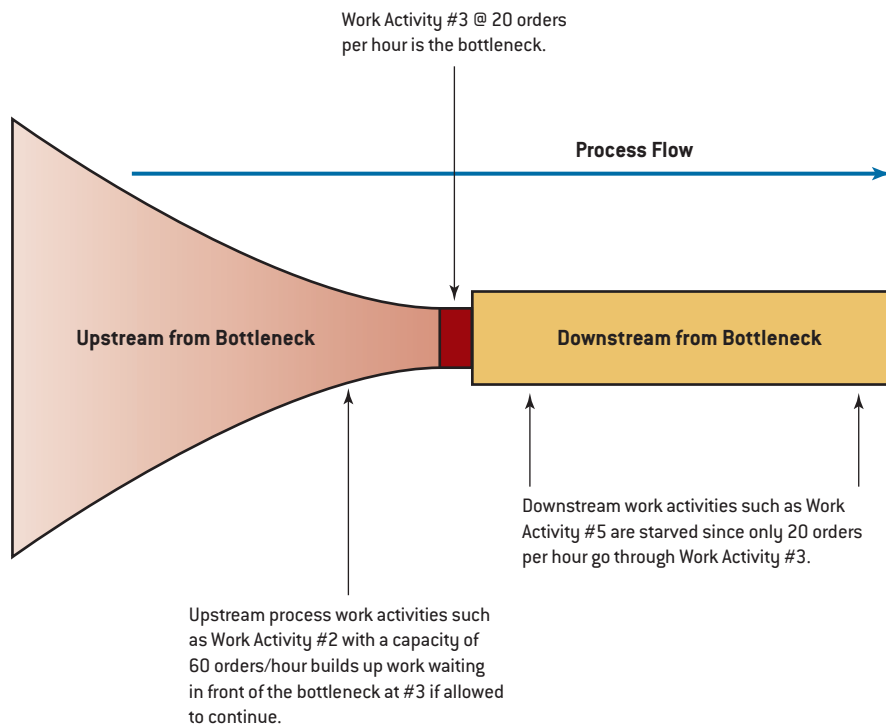 Work Activity #3 @ 20 orders
per hour is the bottleneck.
Process Flow
Upstream from Bottleneck
Downstream from Bottleneck
Downstream work activities such as Work
Activity #5 are starved since only 20 orders
per hour go through Work Activity #3.
Upstream process work activities such
as Work Activity #2 with a capacity of
60 orders/hour builds up work waiting
in front of the bottleneck at #3 if allowed
to continue.